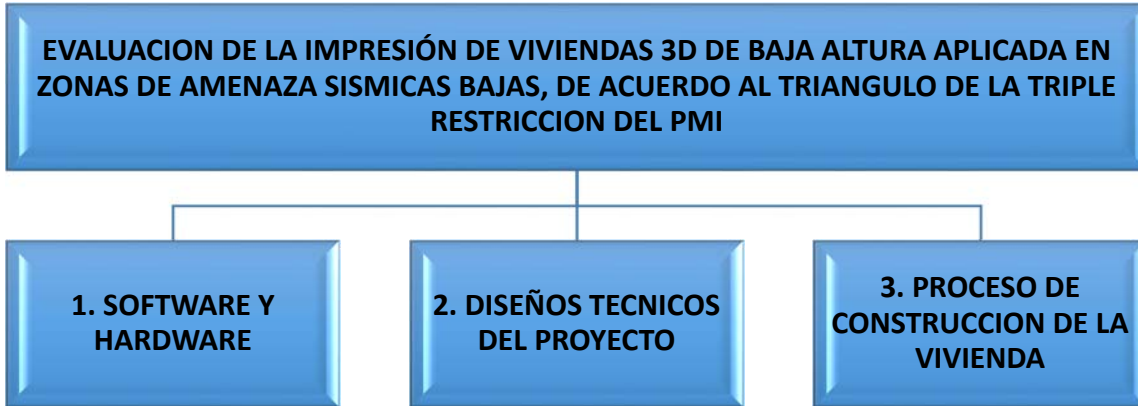 EVALUACION DE LA IMPRESIÓN DE VIVIENDAS 3D DE BAJA ALTURA APLICADA EN
ZONAS DE AMENAZA SISMICAS BAJAS, DE ACUERDO AL TRIANGULO DE LA TRIPLE
RESTRICCION DEL PMI
1. SOFTWARE Y
HARDWARE
2. DISEÑOS TECNICOS
DEL PROYECTO
3. PROCESO DE
CONSTRUCCION DE LA
VIVIENDA